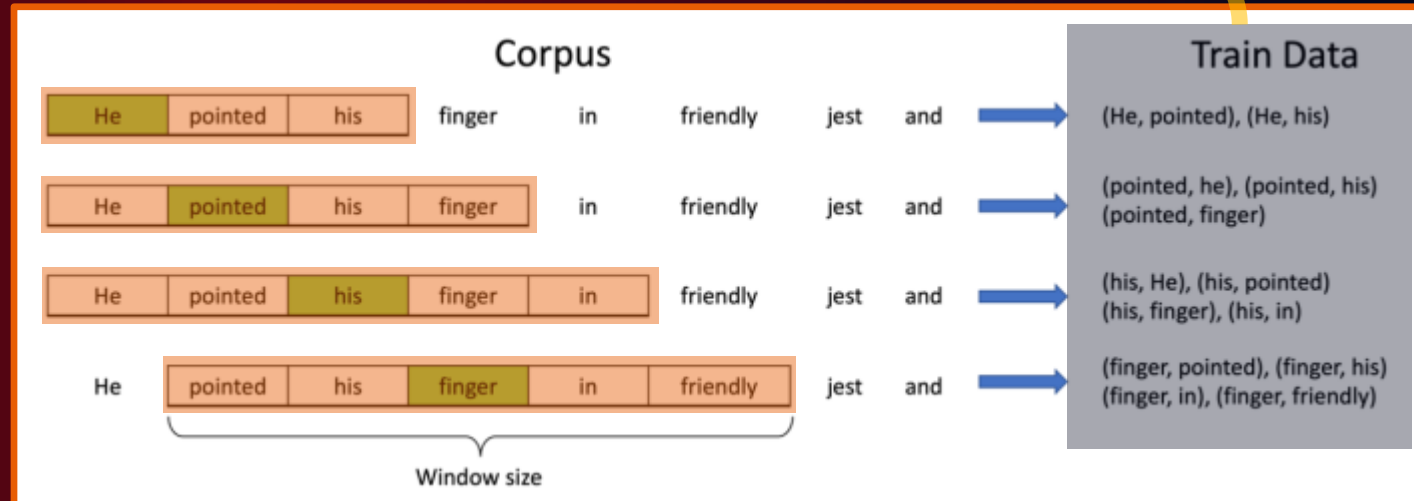 Corpus
Train Data
He pointed his finger in friendly jest and
(He, pointed), (He, his)
He pointed his finger in friendly jest and
(pointed, he), (pointed, his)
(pointed, finger)
He pointed his finger in friendly jest and
(his, He), (his, pointed)
(his, finger), (his, in)
He pointed his finger in friendly jest and
(finger, pointed), (finger, his)
(finger, in), (finger, friendly)
Window size